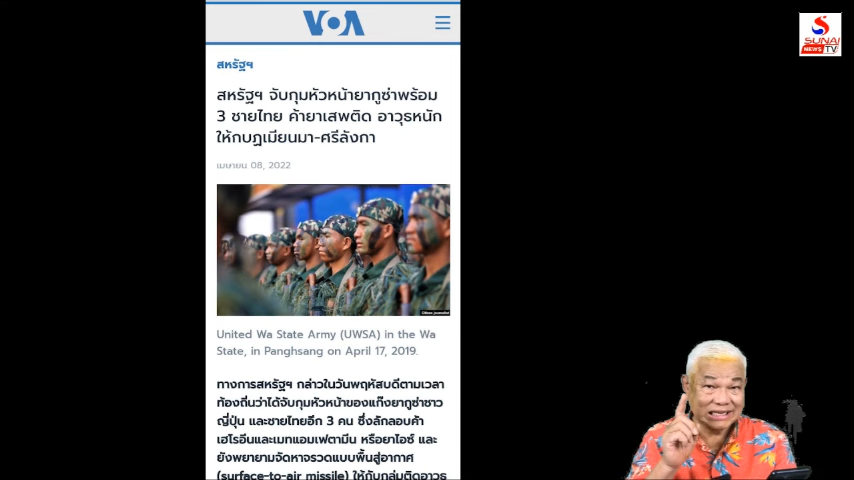 VOA
SUNAI
NEWS TV
สหรัฐฯ
สหรัฐฯ จับกุมหัวหน้ายากูซ่าพร้อม
3 ชายไทย ค้ายาเสพติด อาวุธหนัก
ให้กบฏเมียนมา-ศรีลังกา
เมษายน 08, 2022
United Wa State Army (UWSA) in the Wa
State, in Panghsang on April 17, 2019.
ทางการสหรัฐฯ กล่าวในวันพฤหัสบดีตามเวลา
ท้องถิ่นว่าได้จับกุมหัวหน้าของแก๊งยากูซ่าชาว
ญี่ปุ่น และชายไทยอีก 3 คน ซึ่งลักลอบค้า
เฮโรอีนและเมทแอมเฟตามีน หรือยาไอซ์ และ
ยังพยายามจัดหาจรวดแบบพื้นสู่อากาศ
(surface-to-air missile) ให้กับกลุ่มติดอาวุธ